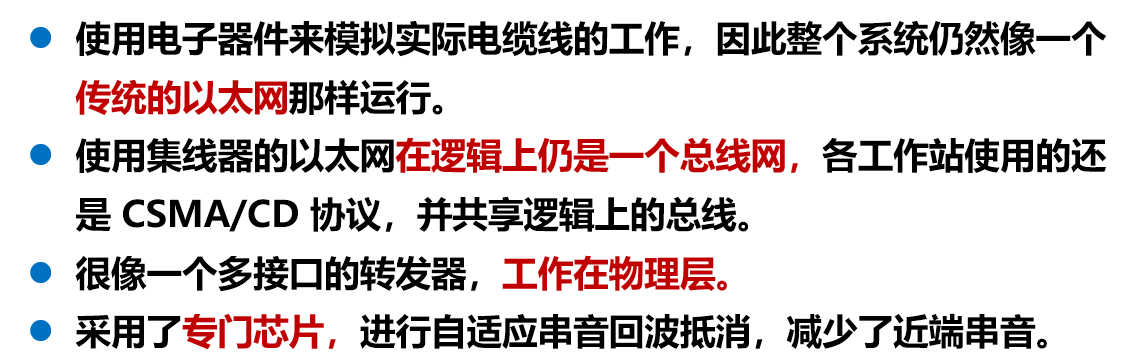 ● 使用电子器件来模拟实际电缆线的工作，因此整个系统仍然像一个
传统的以太网那样运行。
● 使用集线器的以太网在逻辑上仍是一个总线网，各工作站使用的还
是 CSMA/CD 协议，并共享逻辑上的总线。
● 很像一个多接口的转发器，工作在物理层。
● 采用了专门芯片，进行自适应串音回波抵消，减少了近端串音。